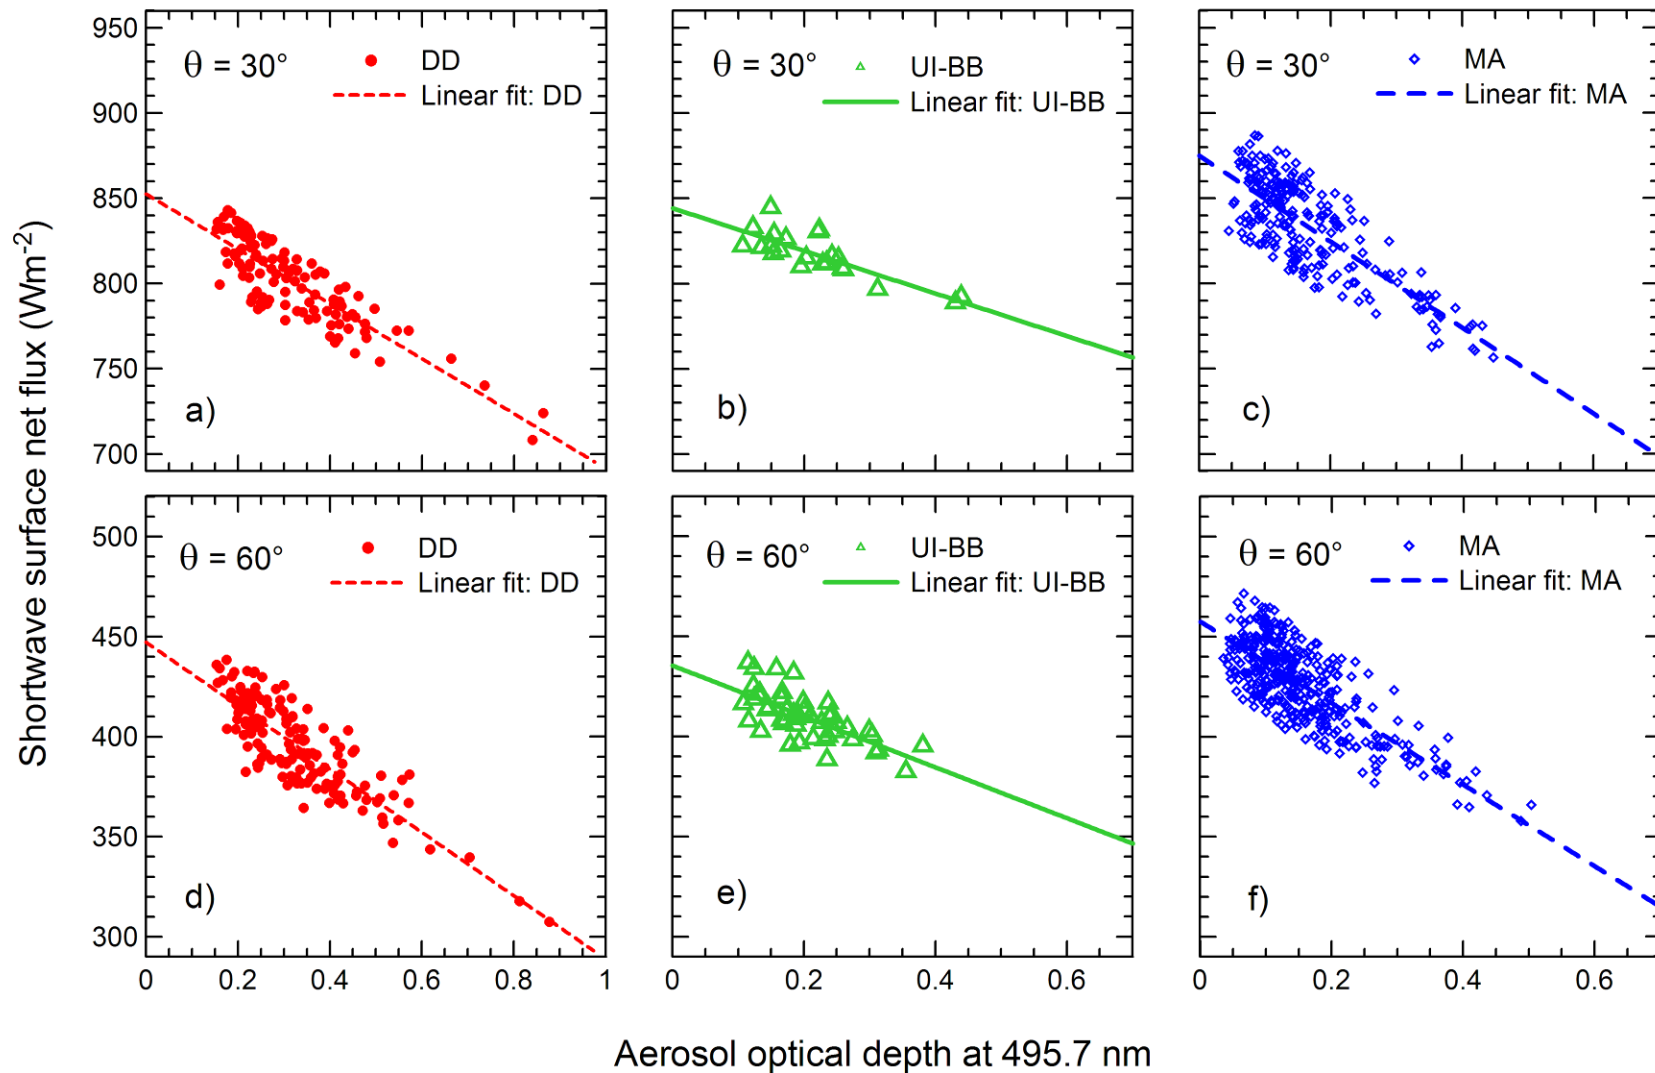 Shortwave surface net flux (Wm⁻²)
950
900
850
800
750
700
θ = 30°
DD
Linear fit: DD
a)
θ = 30°
UI-BB
Linear fit: UI-BB
b)
θ = 30°
MA
Linear fit: MA
c)
500
450
400
350
300
θ = 60°
DD
Linear fit: DD
d)
0 0.2 0.4 0.6 0.8 1
θ = 60°
UI-BB
Linear fit: UI-BB
e)
0 0.2 0.4 0.6
θ = 60°
MA
Linear fit: MA
f)
0 0.2 0.4 0.6
Aerosol optical depth at 495.7 nm